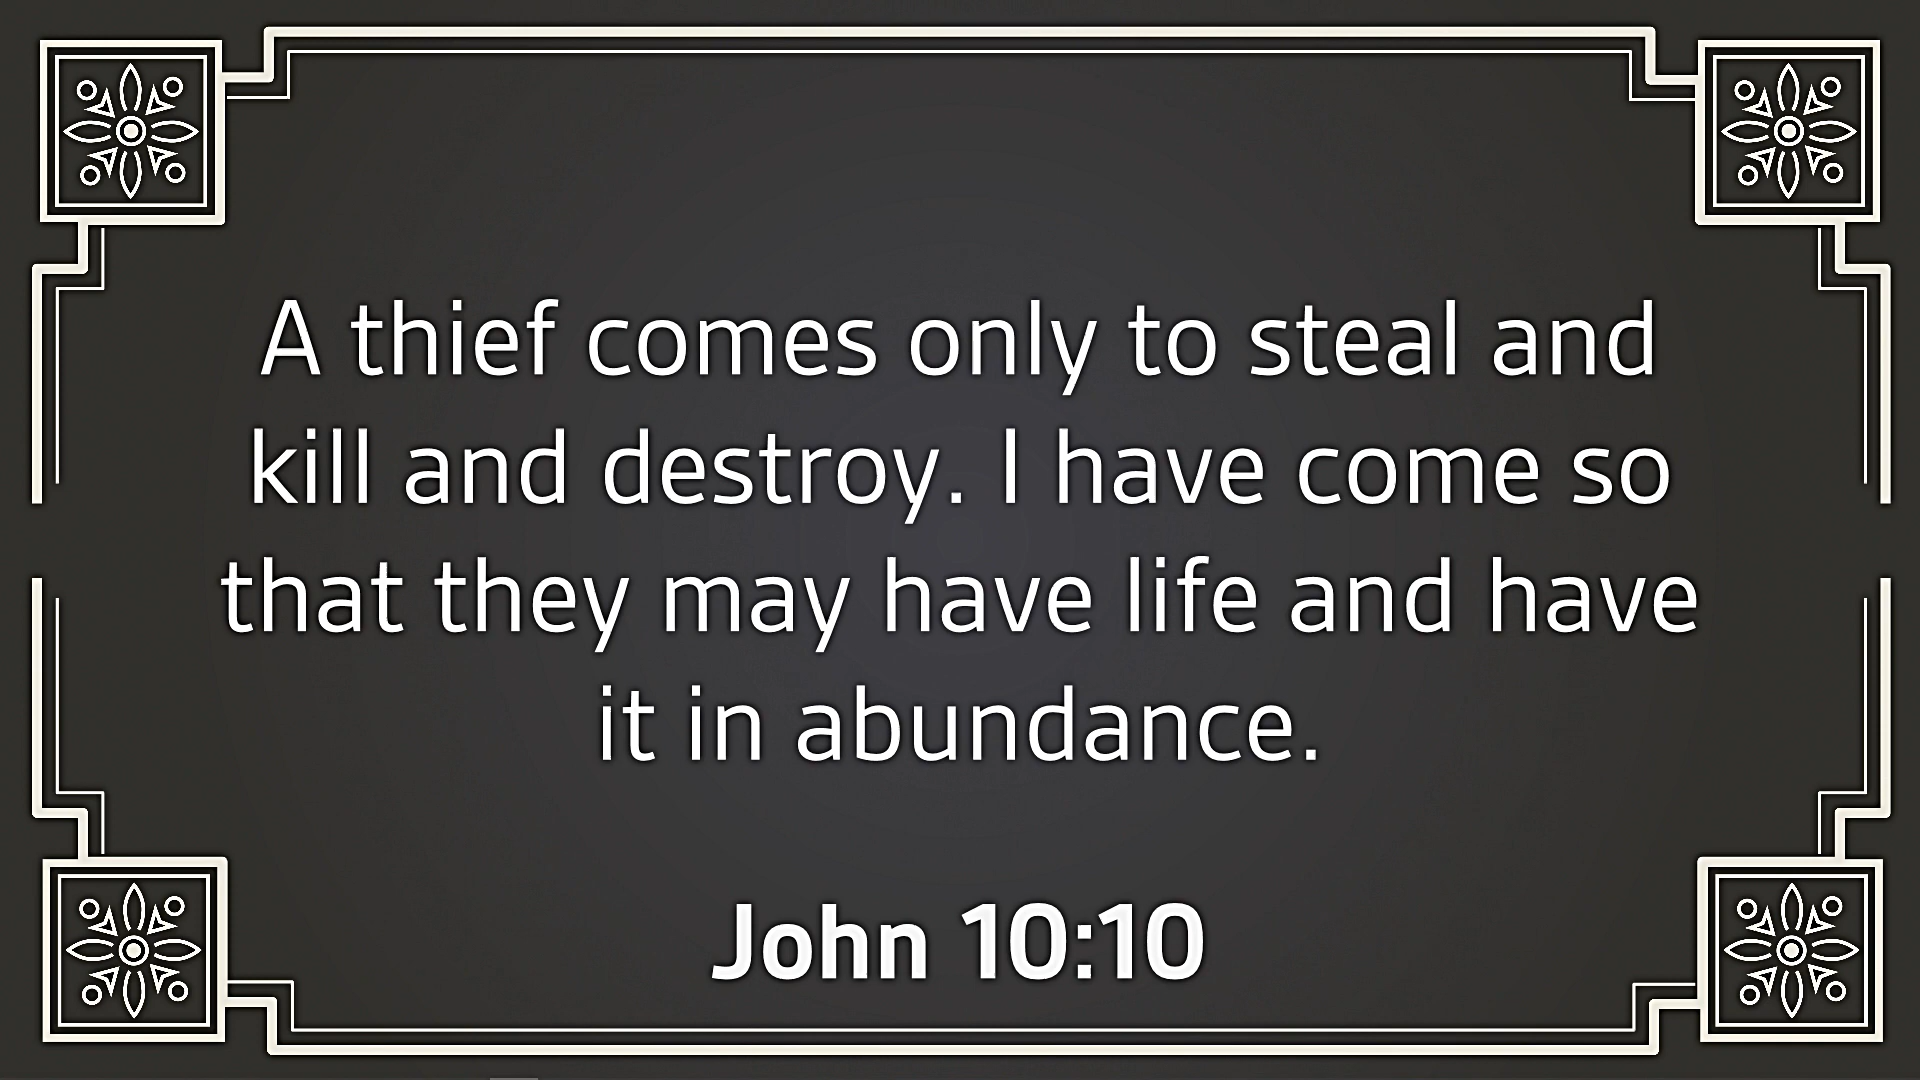 A thief comes only to steal and
kill and destroy. I have come so
that they may have life and have
it in abundance.
John 10:10